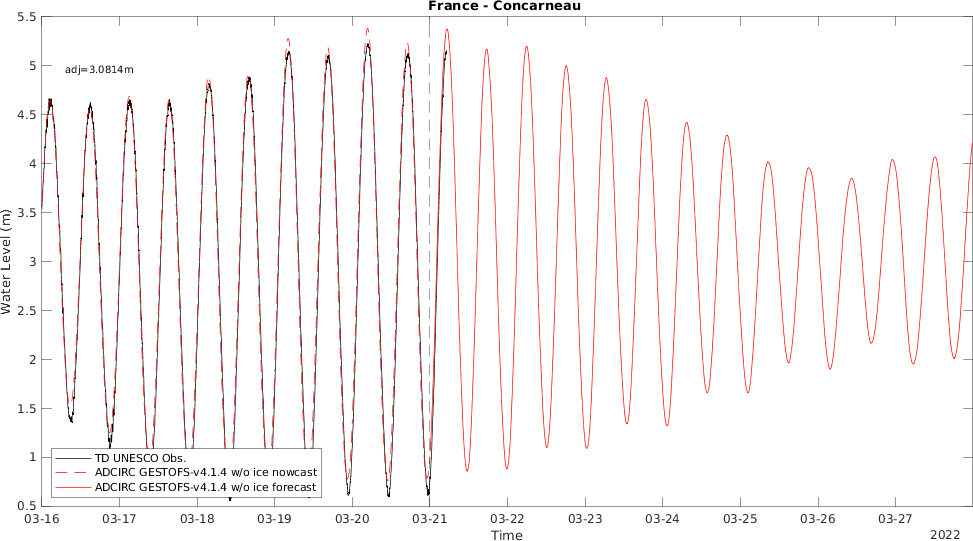 France - Concarneau
5.5
5
4.5
4
3.5
3
2.5
2
1.5
1
0.5
Water Level (m)
adj=3.0814m
TD UNESCO Obs.
ADCIRC GESTOFS-v4.1.4 w/o ice nowcast
ADCIRC GESTOFS-v4.1.4 w/o ice forecast
03-16 03-17 03-18 03-19 03-20 03-21 03-22 03-23 03-24 03-25 03-26 03-27
Time
2022